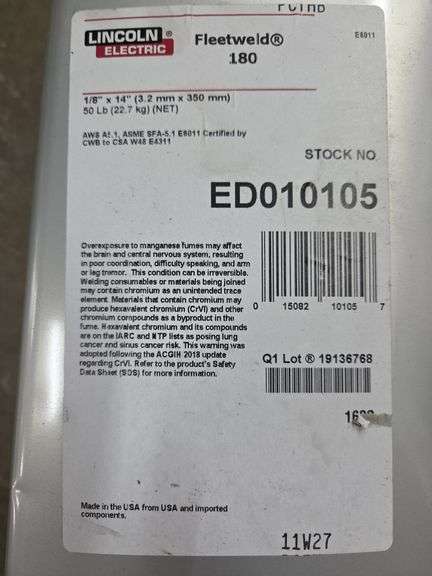 LINCOLN®
ELECTRIC
Fleetweld®
180
E6011
1/8" x 14" (3.2 mm x 350 mm)
50 Lb (22.7 kg) (NET)
AWS A5.1, ASME SFA-5.1 E6011 Certified by
CWB to CSA W48 E4311
STOCK NO
ED010105
Overexposure to manganese fumes may affect
the brain and central nervous system, resulting
in poor coordination, difficulty speaking, and arm
or leg tremor. This condition can be irreversible.
Welding consumables or materials being joined
may contain chromium as an unintended trace
element. Materials that contain chromium may
produce hexavalent chromium (CrVI) and other
chromium compounds as a byproduct in the
fume. Hexavalent chromium and its compounds
are on the IARC and NTP lists as posing lung
cancer and sinus cancer risk. This warning was
adopted following the ACGIH 2018 update
regarding CrVI. Refer to the product's Safety
Data Sheet (SDS) for more information.
0 15082 10105 7
Q1 Lot ® 19136768
Made in the USA from USA and imported
components.
11W27